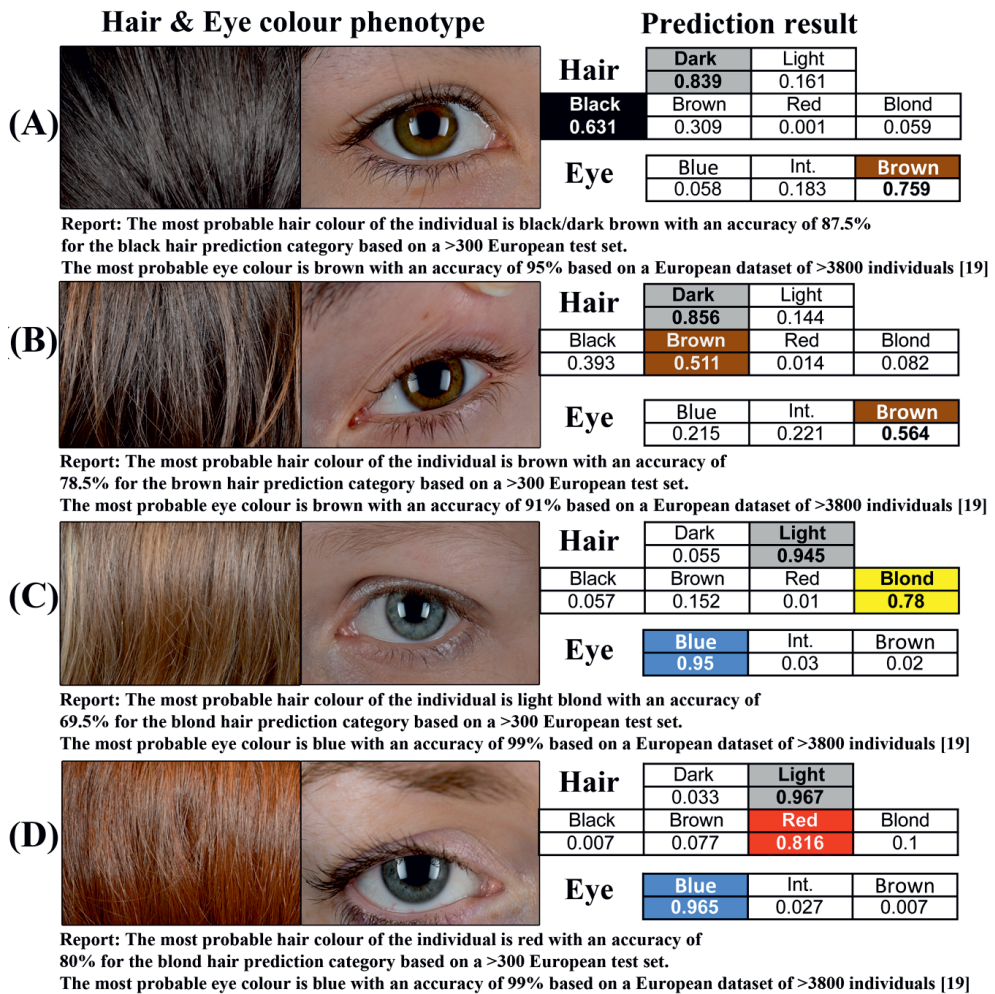 Hair & Eye colour phenotype
Prediction result
(A)
Hair
Dark Light
0.839 0.161
Black Brown Red Blond
0.631 0.309 0.001 0.059
Eye
Blue Int. Brown
0.058 0.183 0.759
Report: The most probable hair colour of the individual is black/dark brown with an accuracy of 87.5%
for the black hair prediction category based on a >300 European test set.
The most probable eye colour is brown with an accuracy of 95% based on a European dataset of >3800 individuals [19]
(B)
Hair
Dark Light
0.856 0.144
Black Brown Red Blond
0.393 0.511 0.014 0.082
Eye
Blue Int. Brown
0.215 0.221 0.564
Report: The most probable hair colour of the individual is brown with an accuracy of
78.5% for the brown hair prediction category based on a >300 European test set.
The most probable eye colour is brown with an accuracy of 91% based on a European dataset of >3800 individuals [19]
(C)
Hair
Dark Light
0.055 0.945
Black Brown Red Blond
0.057 0.152 0.01 0.78
Eye
Blue Int. Brown
0.95 0.03 0.02
Report: The most probable hair colour of the individual is light blond with an accuracy of
69.5% for the blond hair prediction category based on a >300 European test set.
The most probable eye colour is blue with an accuracy of 99% based on a European dataset of >3800 individuals [19]
(D)
Hair
Dark Light
0.033 0.967
Black Brown Red Blond
0.007 0.077 0.816 0.1
Eye
Blue Int. Brown
0.965 0.027 0.007
Report: The most probable hair colour of the individual is red with an accuracy of
80% for the blond hair prediction category based on a >300 European test set.
The most probable eye colour is blue with an accuracy of 99% based on a European dataset of >3800 individuals [19]